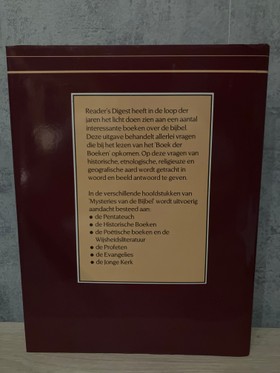 Reader's Digest heeft in de loop der
jaren het licht doen zien aan een aantal
interessante boeken over de bijbel.
Deze uitgave behandelt allerlei vragen
die bij het lezen van het 'Boek der
Boeken' opkomen. Op deze vragen van
historische, etnologische, religieuze en
geografische aard wordt getracht in
woord en beeld antwoord te geven.
In de verschillende hoofdstukken van
'Mysteries van de Bijbel' wordt uitvoerig
aandacht besteed aan:
• de Pentateuch
• de Historische Boeken
• de Poëtische boeken en de
Wijsheidsliteratuur
• de Profeten
• de Evangelies
• de Jonge Kerk